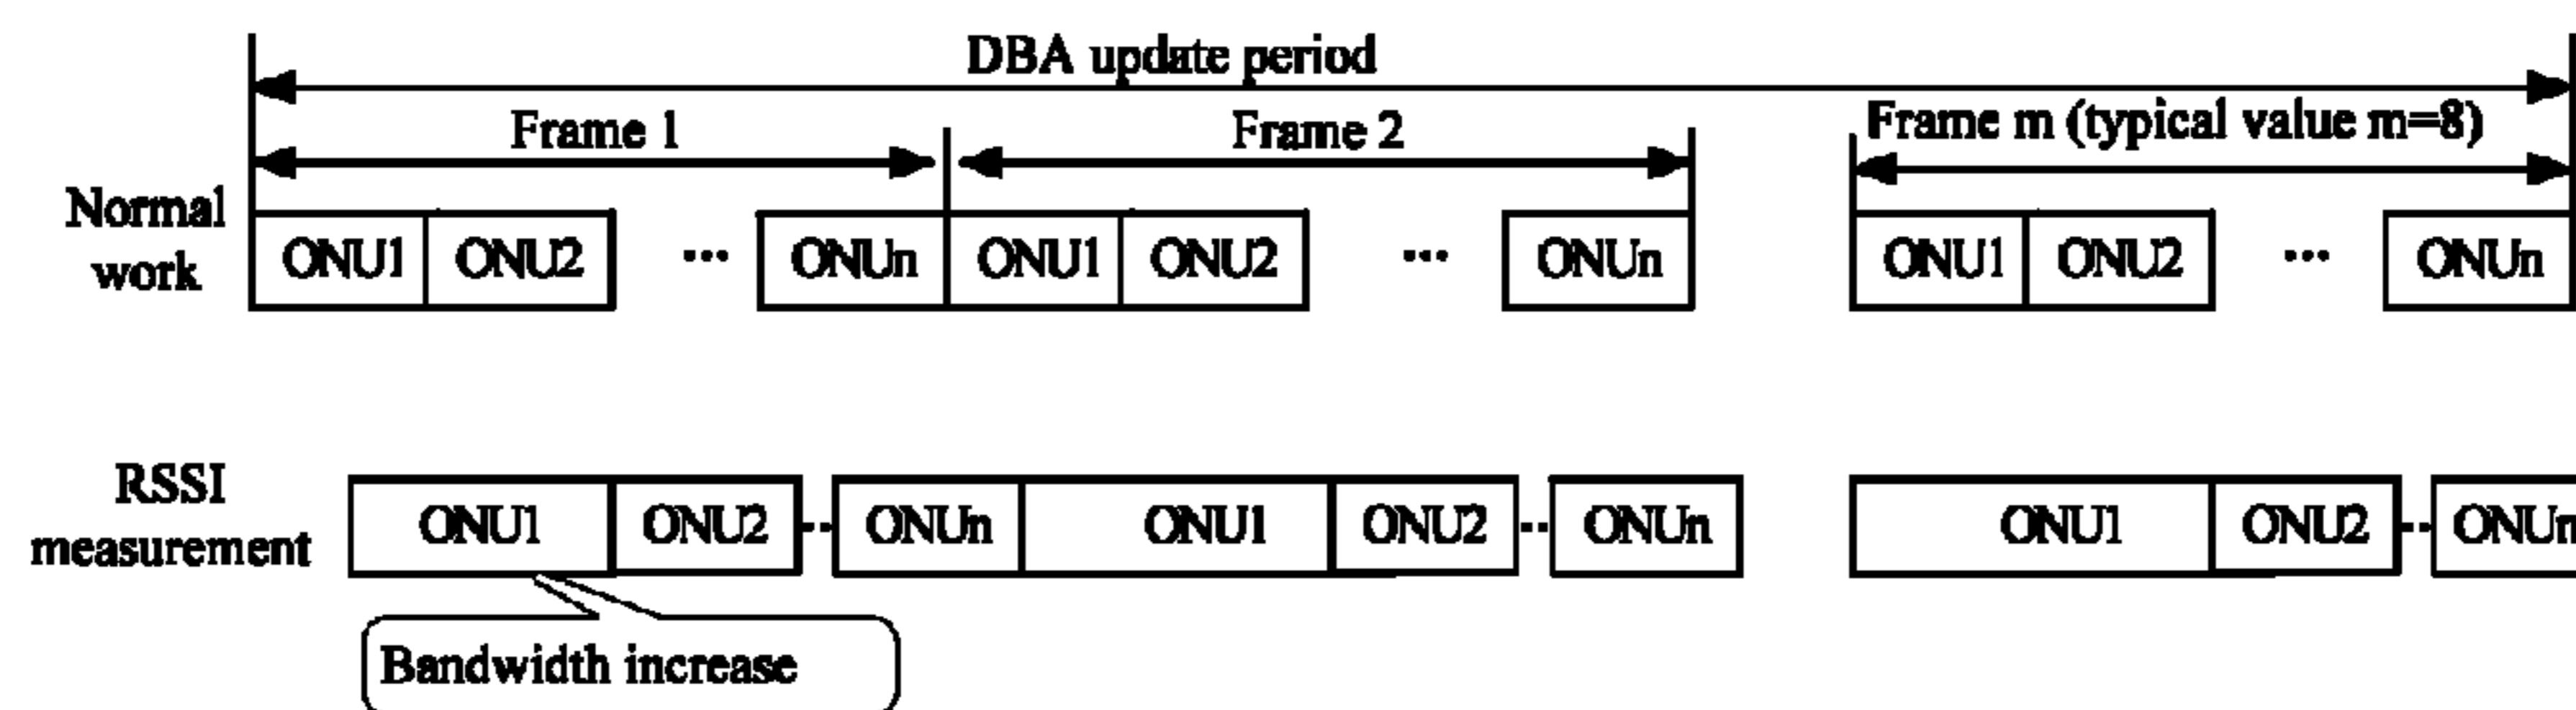 DBA update period
Frame 1 Frame 2 Frame m (typical value m=8)
Normal work
ONU1 ONU2 ... ONUn ONU1 ONU2 ... ONUn ONU1 ONU2 ... ONUn
RSSI measurement
ONU1 ONU2 ... ONUn ONU1 ONU2 ... ONUn ONU1 ONU2 ... ONUn
Bandwidth increase